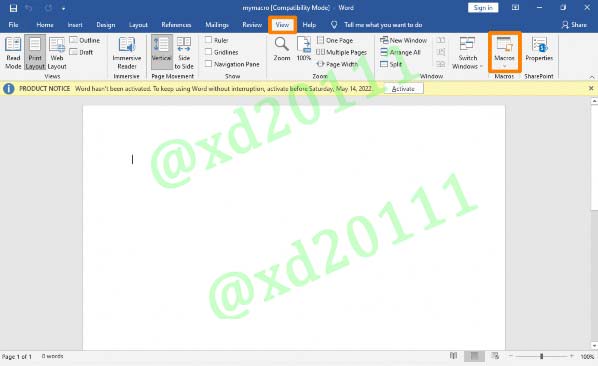 mymacro [Compatibility Mode] - Word
Sign in
File Home Insert Design Layout References Mailings Review View Help Tell me what you want to do Share
Read Mode
Print Layout
Web Layout
Outline
Draft
Views
Immersive Reader
Immersive
Vertical
Side to Side
Page Movement
Ruler
Gridlines
Navigation Pane
Show
Zoom
100%
One Page
Multiple Pages
Page Width
Zoom
New Window
Arrange All
Split
Switch Windows
Window
Macros
Macros
Properties
SharePoint
PRODUCT NOTICE Word hasn't been activated. To keep using Word without interruption, activate before Saturday, May 14, 2022. Activate
@xd20111
@xd20111
Page 1 of 1 0 words
100%